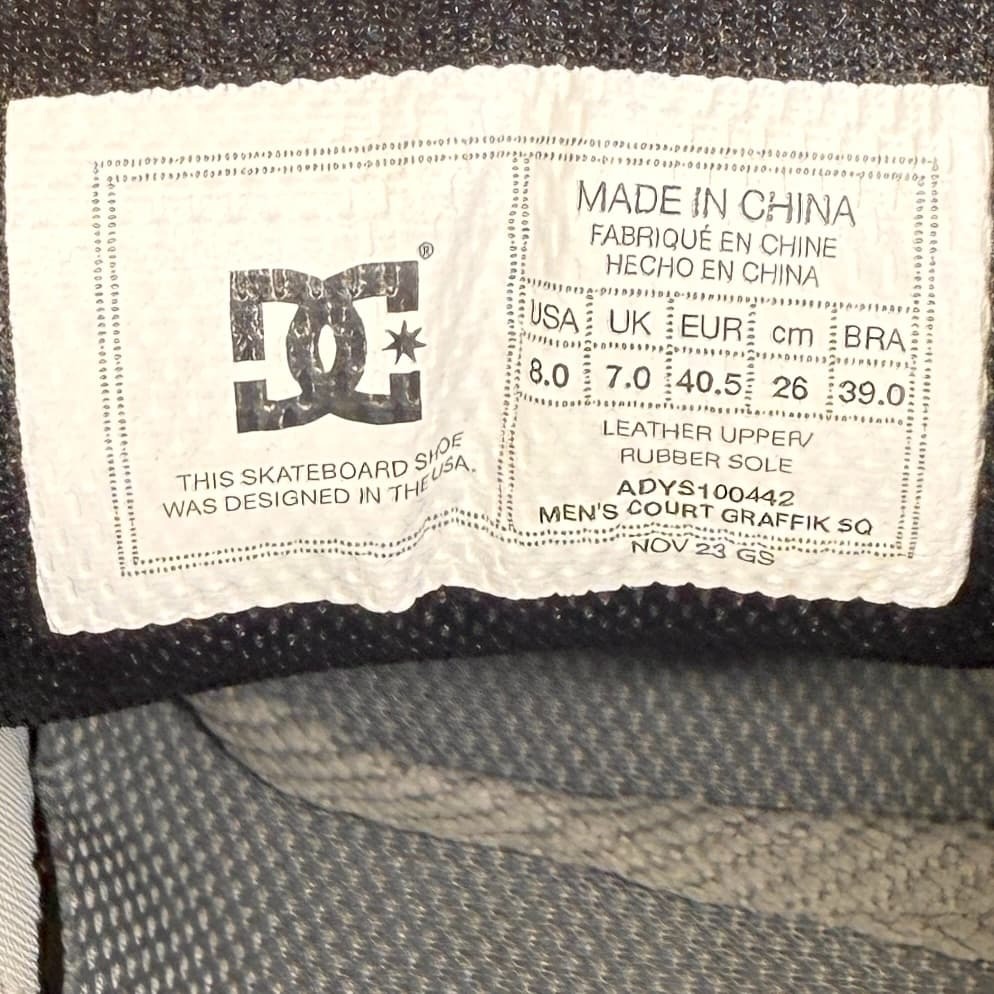 DC®
THIS SKATEBOARD SHOE
WAS DESIGNED IN THE USA.
MADE IN CHINA
FABRIQUÉ EN CHINE
HECHO EN CHINA
USA UK EUR cm BRA
8.0 7.0 40.5 26 39.0
LEATHER UPPER/
RUBBER SOLE
ADYS100442
MEN'S COURT GRAFFIK SQ
NOV 23 GS